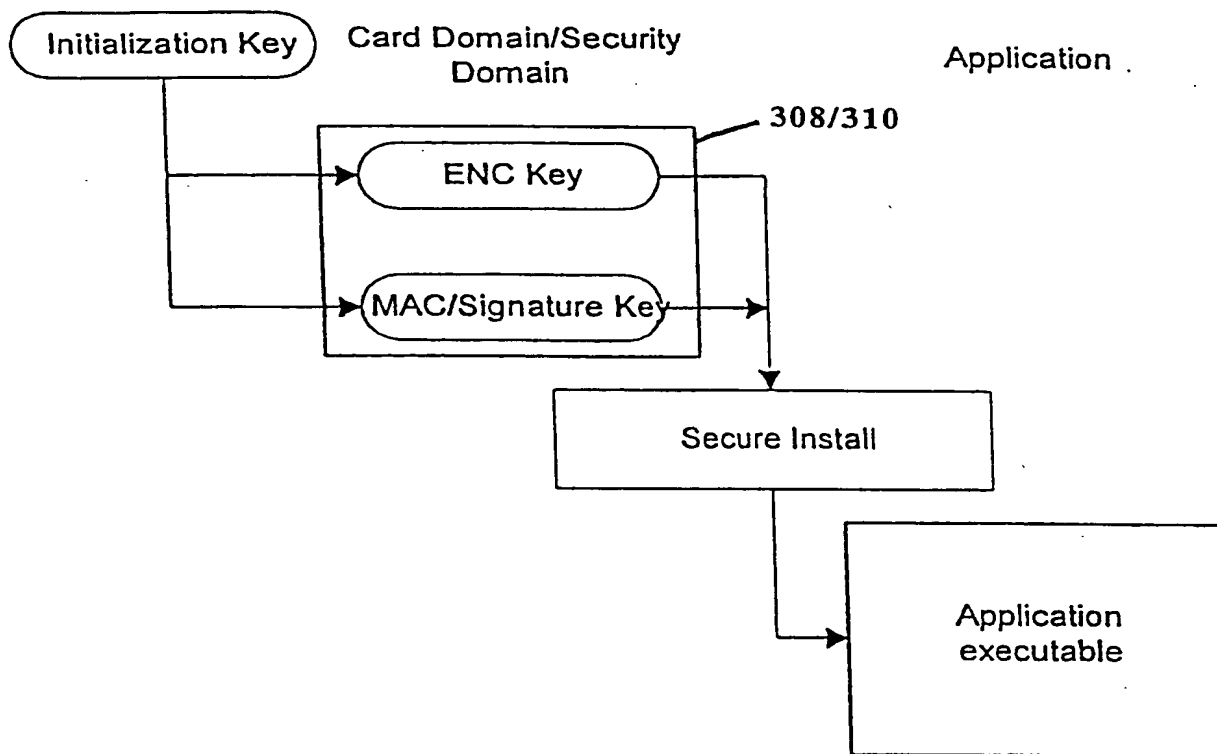 Initialization Key
Card Domain/Security
Domain
Application
308/310
ENC Key
MAC/Signature Key
Secure Install
Application
executable